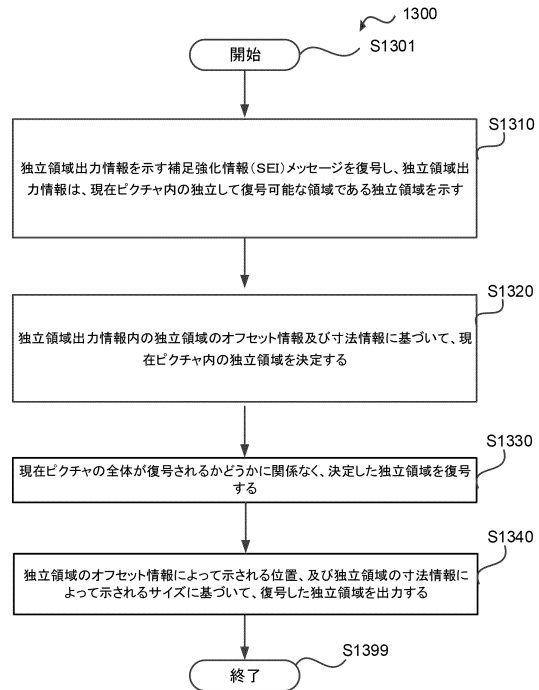 1300
開始
S1301
S1310
独立領域出力情報を示す補足強化情報(SEI)メッセージを復号し、独立領域出
力情報は、現在ピクチャ内の独立して復号可能な領域である独立領域を示す
S1320
独立領域出力情報内の独立領域のオフセット情報及び寸法情報に基づいて、現
在ピクチャ内の独立領域を決定する
S1330
現在ピクチャの全体が復号されるかどうかに関係なく、決定した独立領域を復号
する
S1340
独立領域のオフセット情報によって示される位置、及び独立領域の寸法情報に
よって示されるサイズに基づいて、復号した独立領域を出力する
S1399
終了